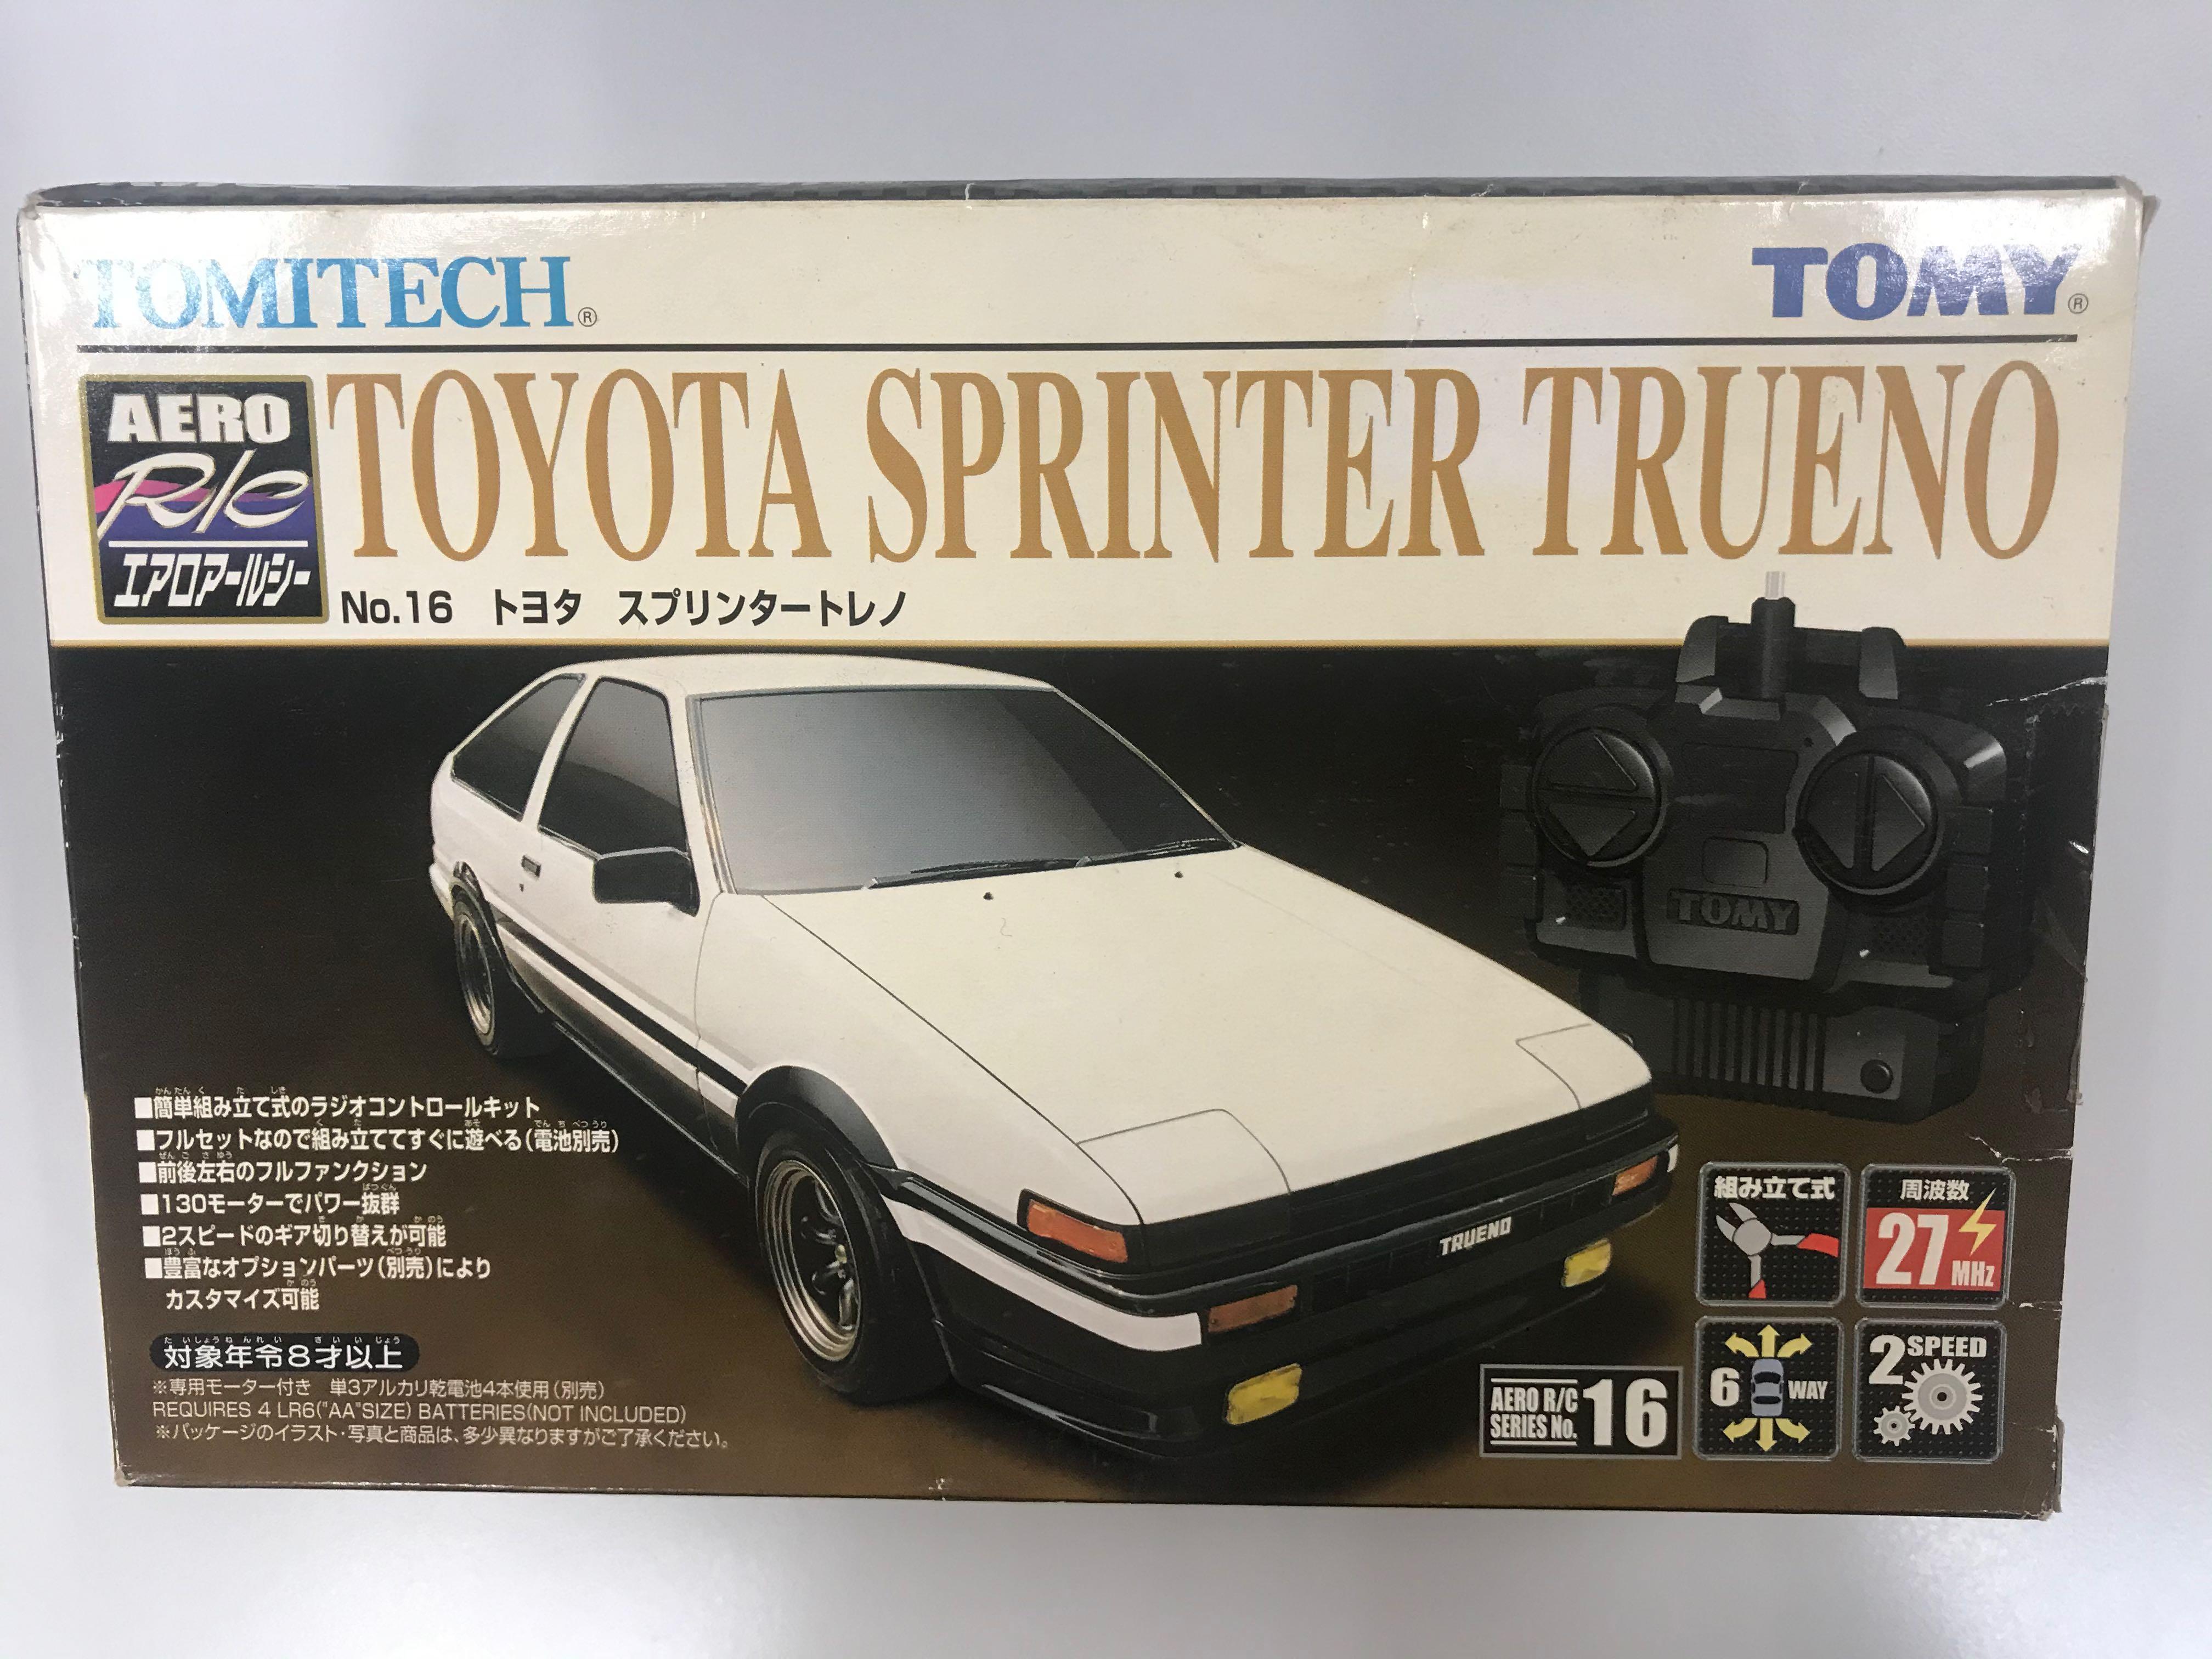 TOMITECH®
TOMY®
AERO
R/C
エアロアールシー
TOYOTA SPRINTER TRUENO
No.16 トヨタ スプリンタートレノ
TOMY
■簡単組み立て式のラジオコントロールキット
■フルセットなので組み立ててすぐに遊べる(電池別売)
■前後左右のフルファンクション
■130モーターでパワー抜群
■2スピードのギア切り替えが可能
■豊富なオプションパーツ(別売)により
カスタマイズ可能
対象年令8才以上
※専用モーター付き 単3アルカリ乾電池4本使用(別売)
REQUIRES 4 LR6("AA"SIZE) BATTERIES(NOT INCLUDED)
※パッケージのイラスト・写真と商品は、多少異なりますがご了承ください。
TRUENO
組み立て式
周波数
27MHz
AERO R/C
SERIES No. 16
6 WAY
2 SPEED